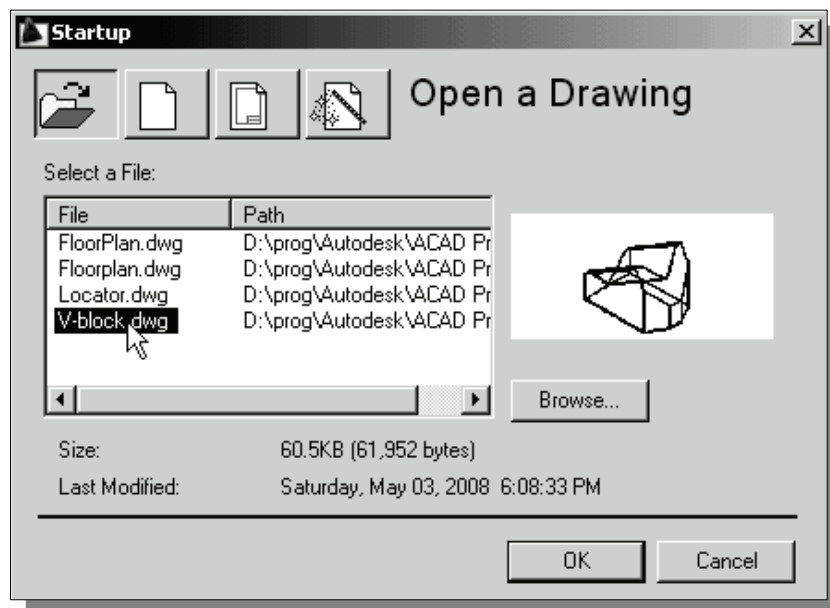 Startup
Open a Drawing
Select a File:
File Path
FloorPlan.dwg D:\prog\Autodesk\ACAD Pr
Floorplan.dwg D:\prog\Autodesk\ACAD Pr
Locator.dwg D:\prog\Autodesk\ACAD Pr
V-block.dwg D:\prog\Autodesk\ACAD Pr
Browse...
Size: 60.5KB (61,952 bytes)
Last Modified: Saturday, May 03, 2008 6:08:33 PM
OK Cancel